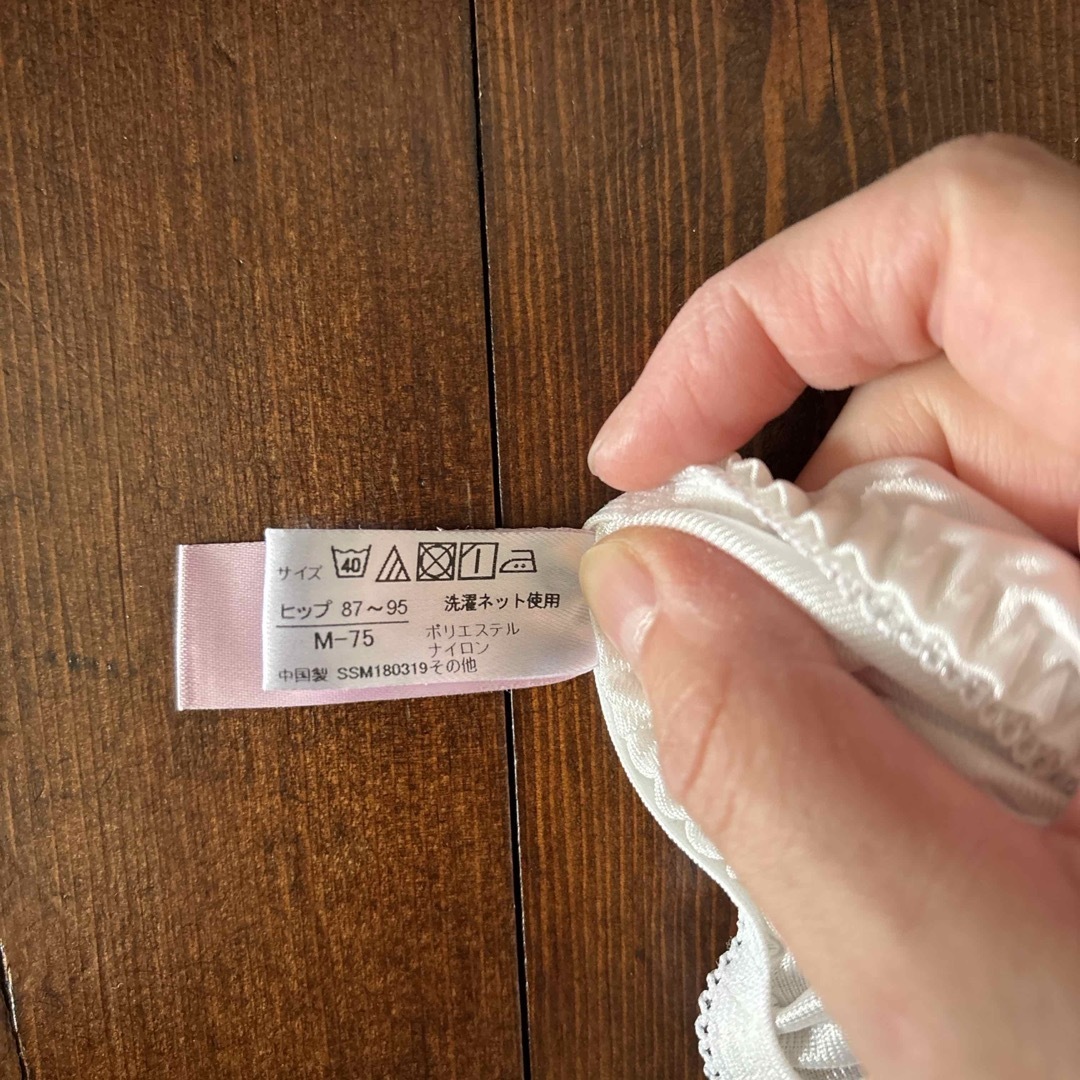 40
サイズ
ヒップ 87～95
M-75
中国製 SSM180319
洗濯ネット使用
ポリエステル
ナイロン
その他